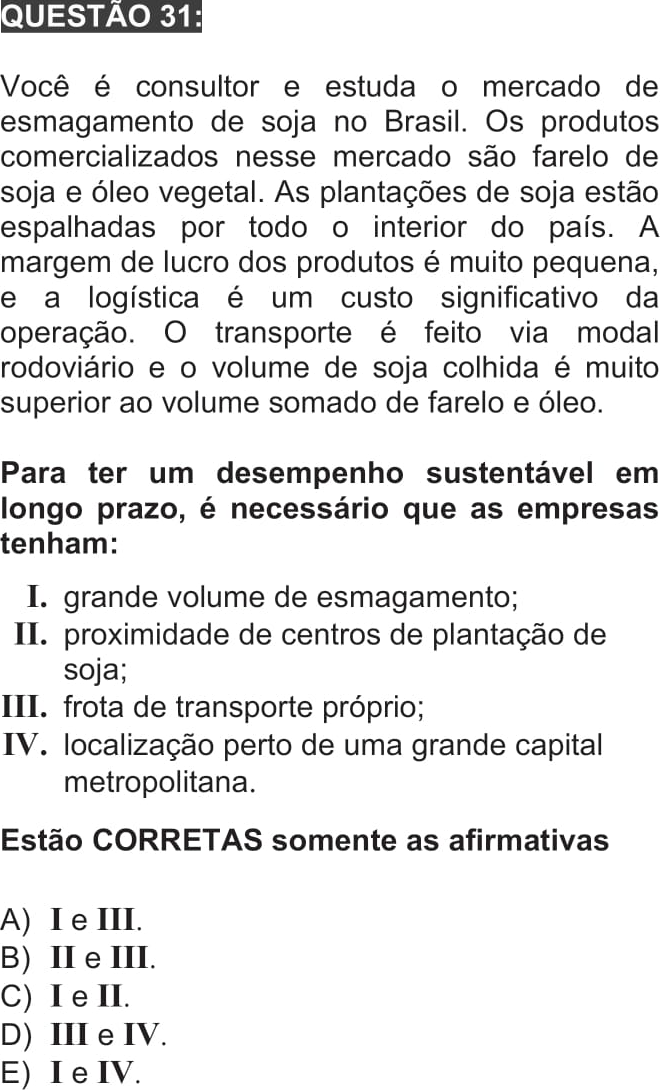 QUESTÃO 31:
Você é consultor e estuda o mercado de
esmagamento de soja no Brasil. Os produtos
comercializados nesse mercado são farelo de
soja e óleo vegetal. As plantações de soja estão
espalhadas por todo o interior do país. A
margem de lucro dos produtos é muito pequena,
e a logística é um custo significativo da
operação. O transporte é feito via modal
rodoviário e o volume de soja colhida é muito
superior ao volume somado de farelo e óleo.
Para ter um desempenho sustentável em
longo prazo, é necessário que as empresas
tenham:
I. grande volume de esmagamento;
II. proximidade de centros de plantação de
soja;
III. frota de transporte próprio;
IV. localização perto de uma grande capital
metropolitana.
Estão CORRETAS somente as afirmativas
A) I e III.
B) II e III.
C) I e II.
D) III e IV.
E) I e IV.